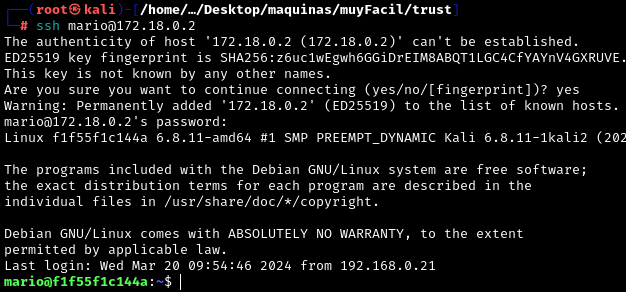 ┌──(root㉿kali)-[/home/…/Desktop/maquinas/muyFacil/trust]
└─# ssh mario@172.18.0.2
The authenticity of host '172.18.0.2 (172.18.0.2)' can't be established.
ED25519 key fingerprint is SHA256:z6uc1wEgwh6GGiDrEIM8ABQT1LGC4CfYAYnV4GXRUVE.
This key is not known by any other names.
Are you sure you want to continue connecting (yes/no/[fingerprint])? yes
Warning: Permanently added '172.18.0.2' (ED25519) to the list of known hosts.
mario@172.18.0.2's password:
Linux f1f55f1c144a 6.8.11-amd64 #1 SMP PREEMPT_DYNAMIC Kali 6.8.11-1kali2 (202
The programs included with the Debian GNU/Linux system are free software;
the exact distribution terms for each program are described in the
individual files in /usr/share/doc/*/copyright.
Debian GNU/Linux comes with ABSOLUTELY NO WARRANTY, to the extent
permitted by applicable law.
Last login: Wed Mar 20 09:54:46 2024 from 192.168.0.21
mario@f1f55f1c144a:~$